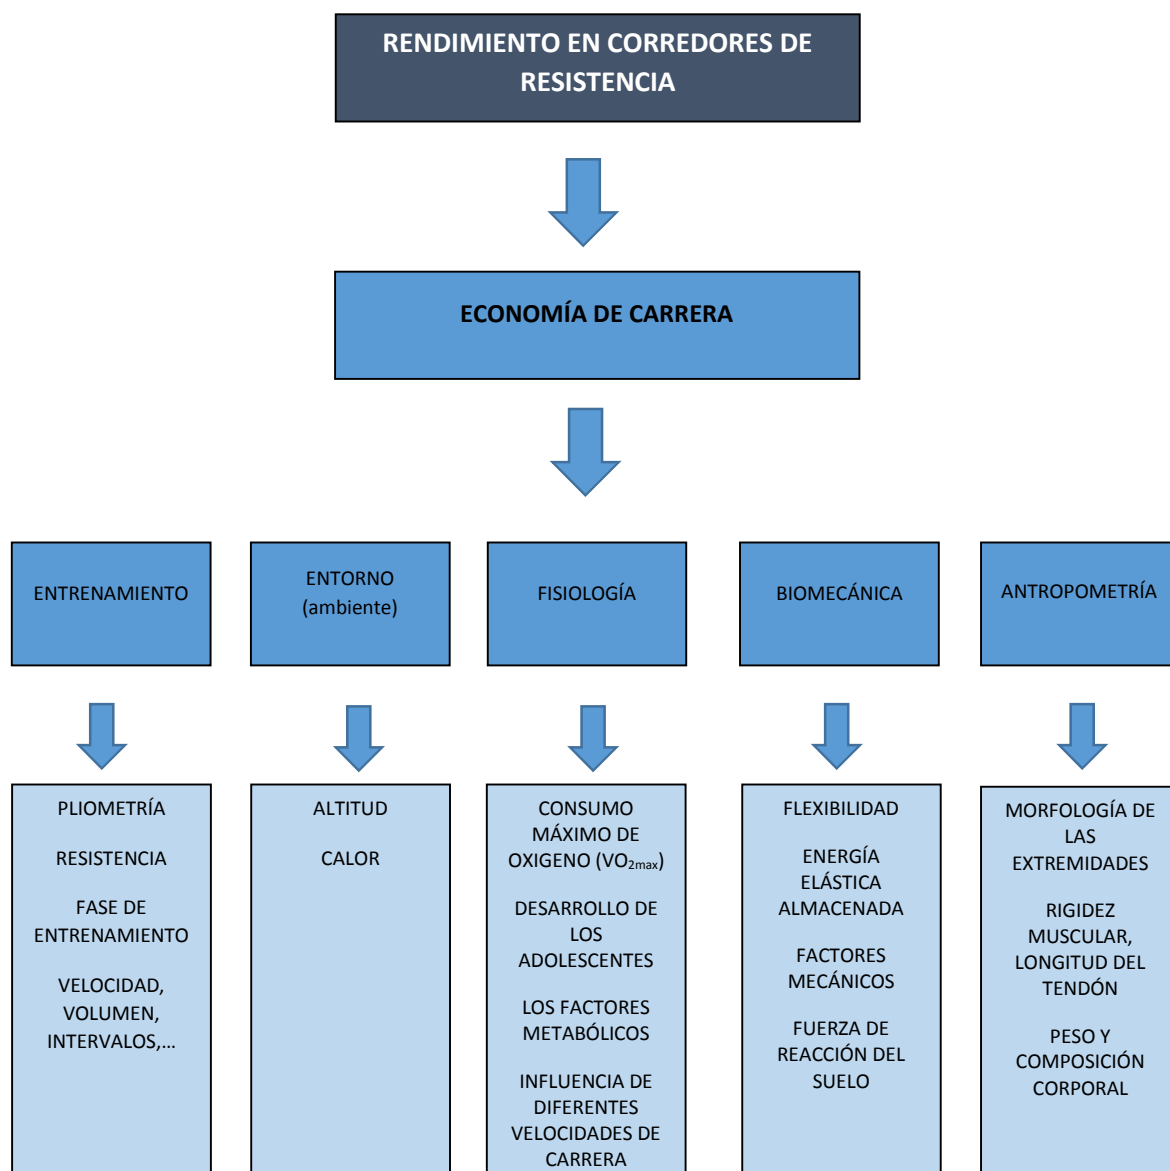 RENDIMIENTO EN CORREDORES DE
RESISTENCIA
ECONOMÍA DE CARRERA
ENTRENAMIENTO
ENTORNO
(ambiente)
FISIOLOGÍA
BIOMECÁNICA
ANTROPOMETRÍA
PLIOMETRÍA
RESISTENCIA
FASE DE
ENTRENAMIENTO
VELOCIDAD,
VOLUMEN,
INTERVALOS,...
ALTITUD
CALOR
CONSUMO
MÁXIMO DE
OXIGENO (VO2max)
DESARROLLO DE
LOS
ADOLESCENTES
LOS FACTORES
METABÓLICOS
INFLUENCIA DE
DIFERENTES
VELOCIDADES DE
CARRERA
FLEXIBILIDAD
ENERGÍA
ELÁSTICA
ALMACENADA
FACTORES
MECÁNICOS
FUERZA DE
REACCIÓN DEL
SUELO
MORFOLOGÍA DE
LAS
EXTREMIDADES
RIGIDEZ
MUSCULAR,
LONGITUD DEL
TENDÓN
PESO Y
COMPOSICIÓN
CORPORAL